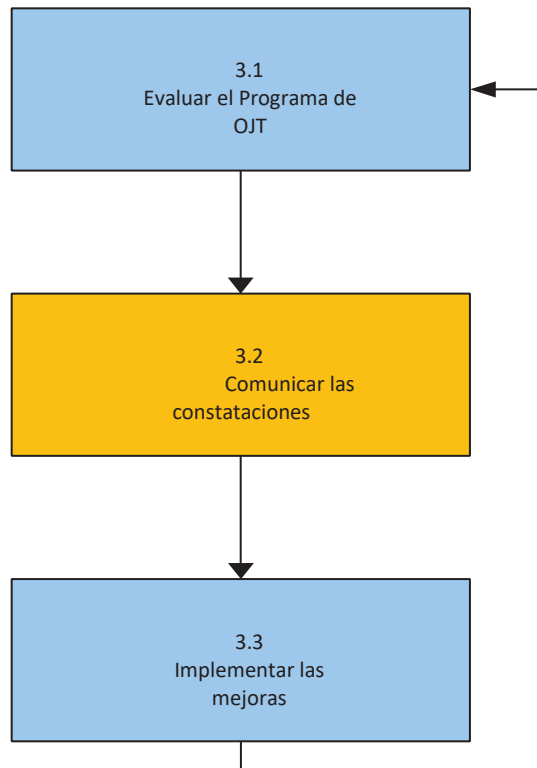 3.1
Evaluar el Programa de
OJT
3.2
Comunicar las
constataciones
3.3
Implementar las
mejoras